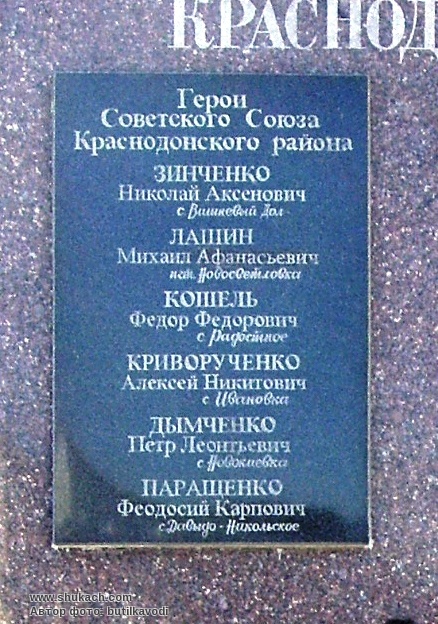 КРАСНОД
Герои
Советского Союза
Краснодонского района
ЗИНЧЕНКО
Николай Аксенович
с Вишневый Дол
ЛАШИН
Михаил Афанасьевич
пгт. Новосветловка
КОШЕЛЬ
Федор Федорович
с Радостное
КРИВОРУЧЕНКО
Алексей Никитович
с Ивановка
ДЫМЧЕНКО
Петр Леонтьевич
с Новокиевка
ПАРАЩЕНКО
Феодосий Карпович
с Давыдо-Никольское
www.shukach.com
Автор фото: butilkavodi